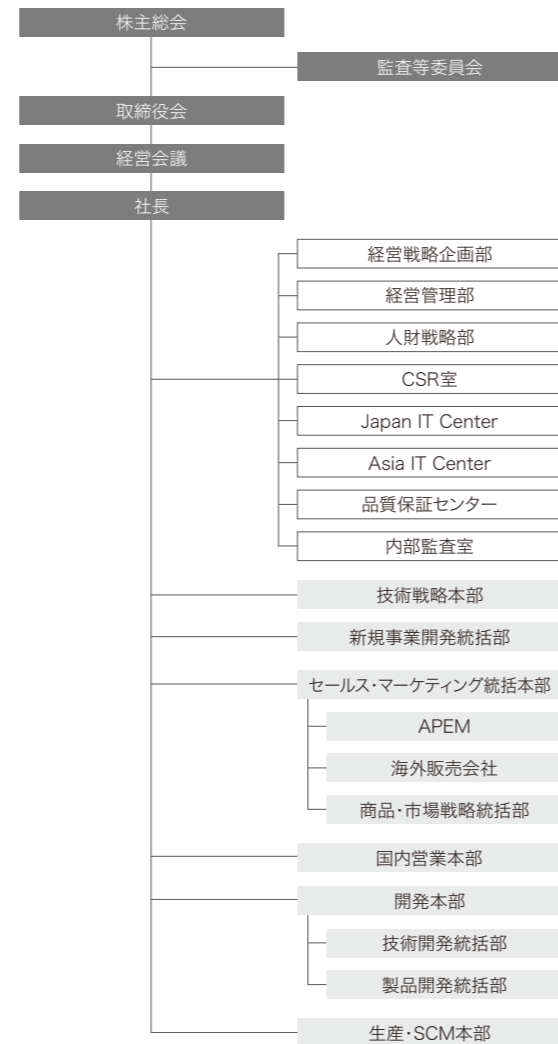 株主総会
監査等委員会
取締役会
経営会議
社長
経営戦略企画部
経営管理部
人財戦略部
CSR室
Japan IT Center
Asia IT Center
品質保証センター
内部監査室
技術戦略本部
新規事業開発統括部
セールス・マーケティング統括本部
APEM
海外販売会社
商品・市場戦略統括部
国内営業本部
開発本部
技術開発統括部
製品開発統括部
生産・SCM本部